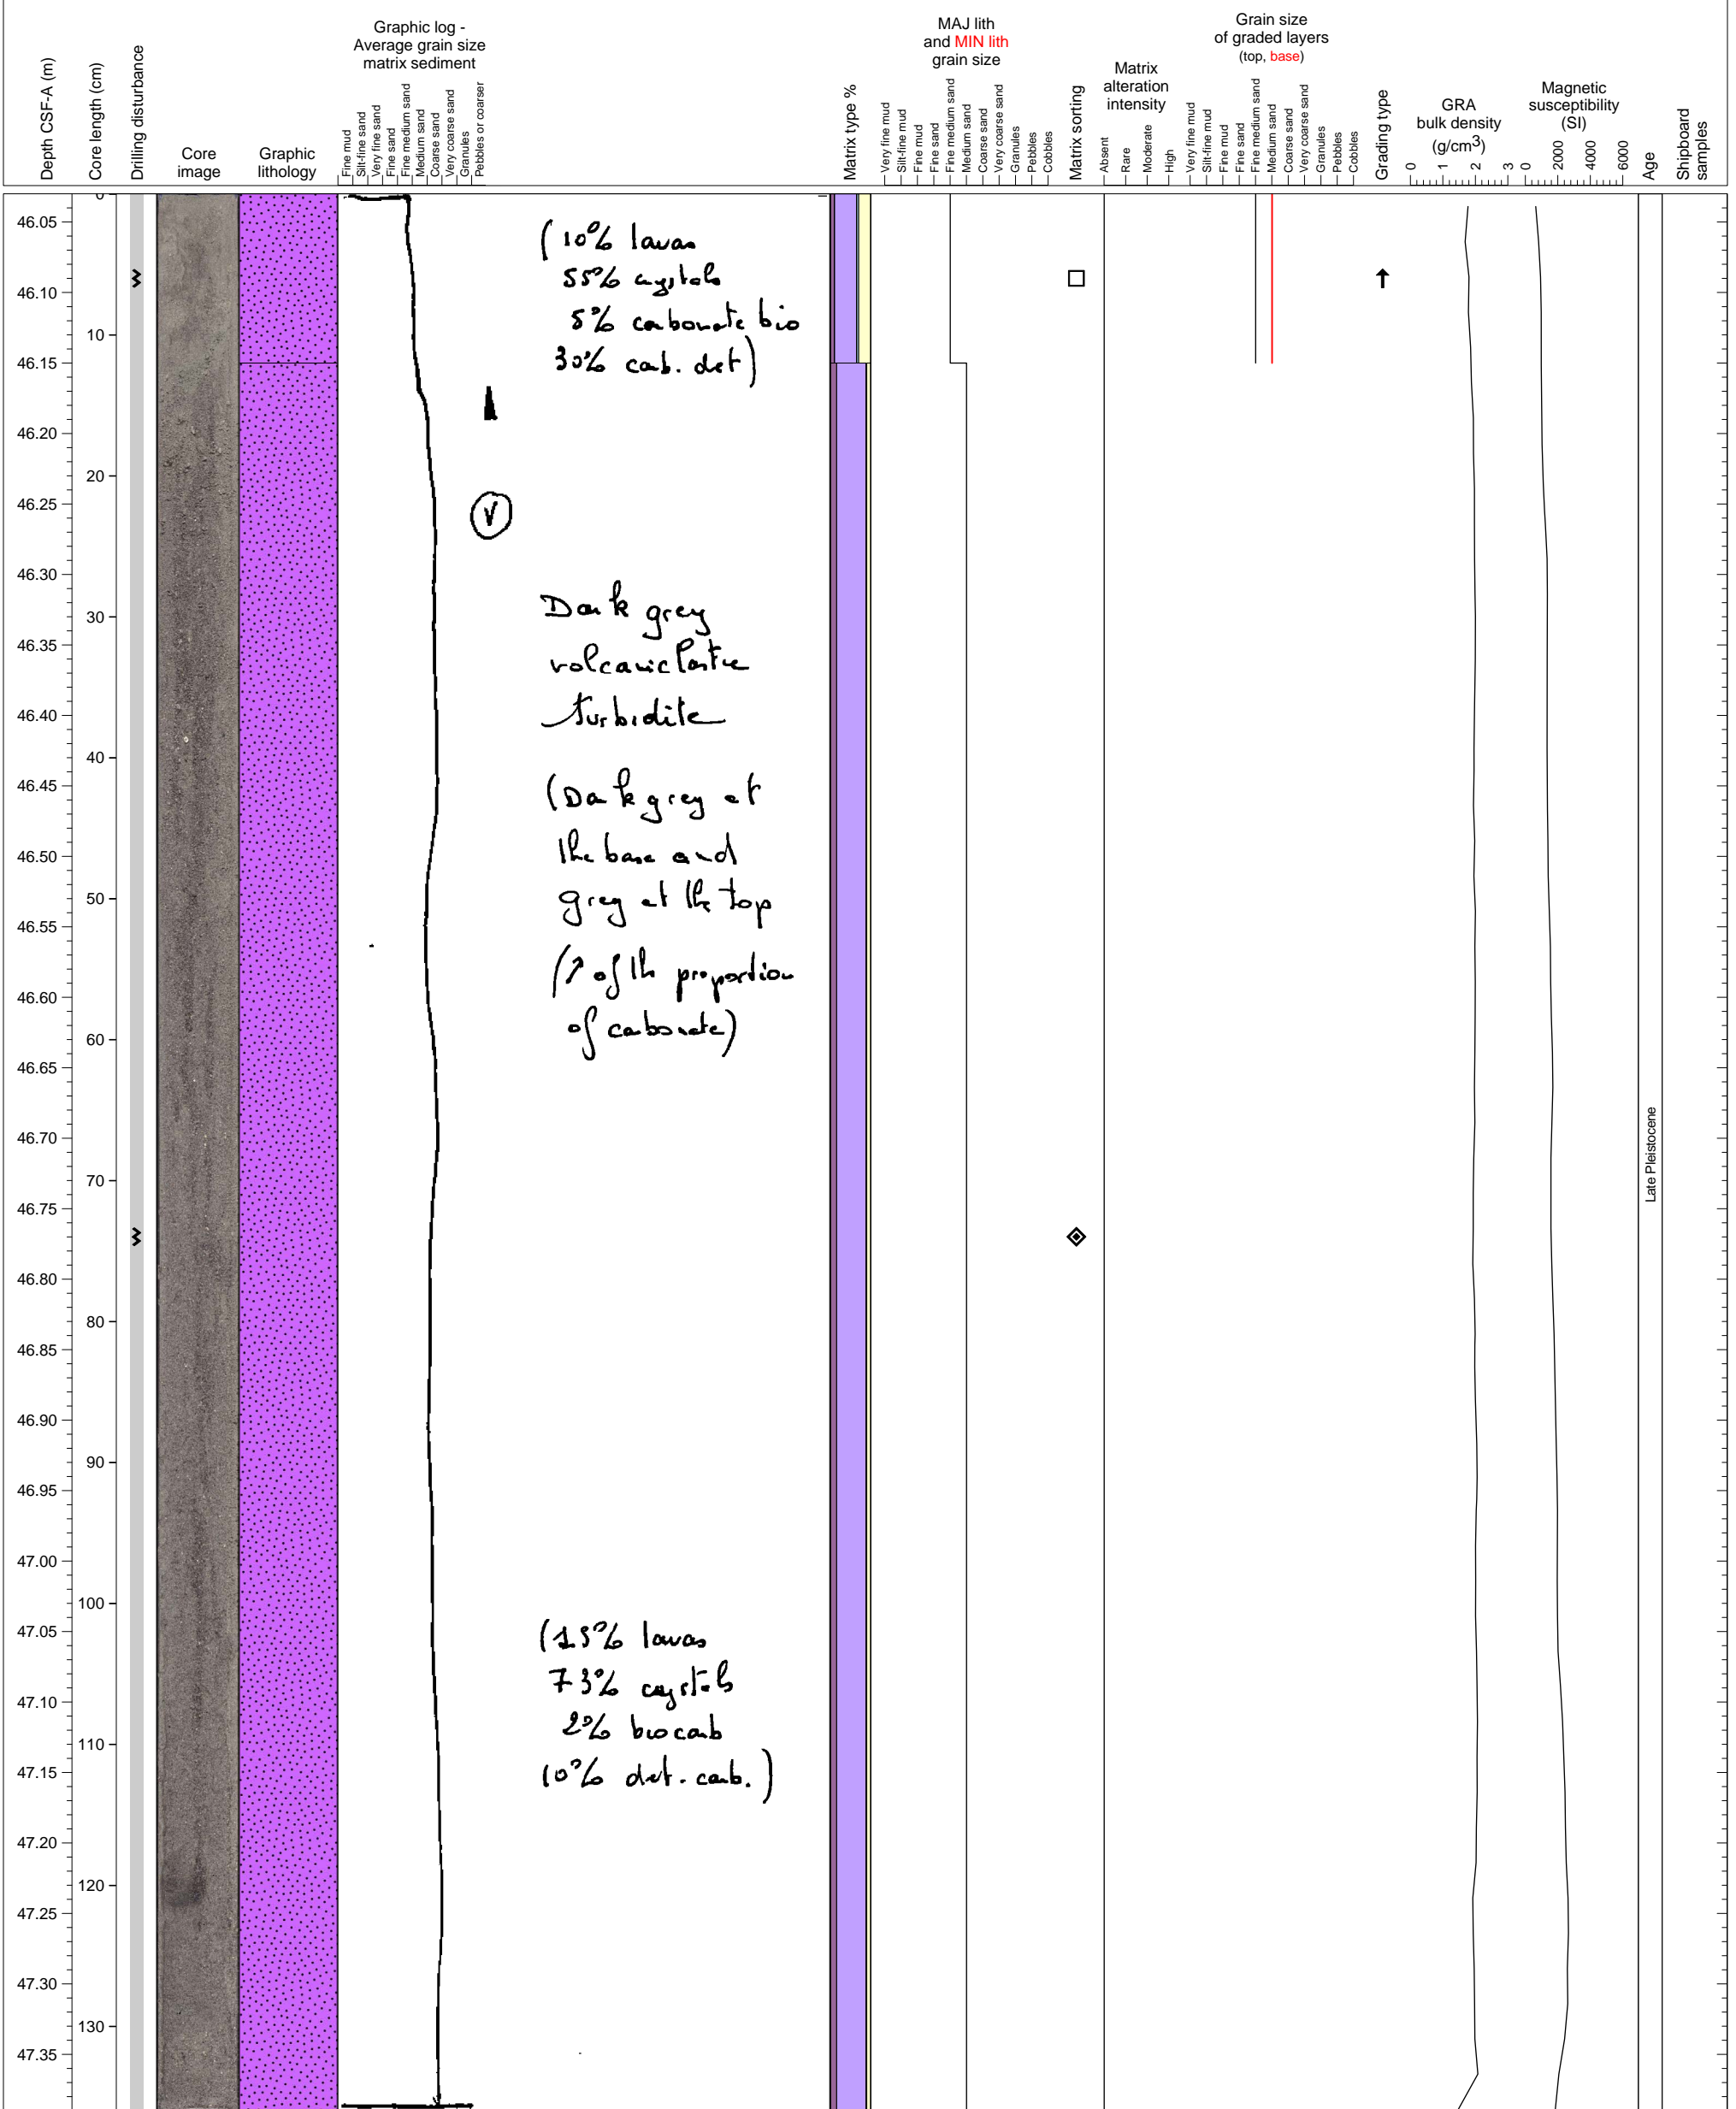 Depth CSF-A (m)
Core length (cm)
Drilling disturbance
Core
image
Graphic
lithology
Graphic log -
Average grain size
matrix sediment
Fine mud
Silt-fine sand
Very fine sand
Fine sand
Fine medium sand
Medium sand
Coarse sand
Very coarse sand
Granules
Pebbles or coarser
Matrix type %
MAJ lith
and MIN lith
grain size
Very fine mud
Silt-fine mud
Fine mud
Fine sand
Fine medium sand
Medium sand
Coarse sand
Very coarse sand
Granules
Pebbles
Cobbles
Matrix sorting
Matrix
alteration
intensity
Absent
Rare
Moderate
High
Grain size
of graded layers
(top, base)
Very fine mud
Silt-fine mud
Fine mud
Fine sand
Fine medium sand
Medium sand
Coarse sand
Very coarse sand
Granules
Pebbles
Cobbles
Grading type
GRA
bulk density
(g/cm3)
0 1 2 3
Magnetic
susceptibility
(SI)
0 2000 4000 6000
Age
Shipboard
samples
0
46.05
46.10
10
46.15
46.20
20
46.25
46.30
30
46.35
46.40
40
46.45
46.50
50
46.55
46.60
60
46.65
46.70
70
46.75
46.80
80
46.85
46.90
90
46.95
47.00
100
47.05
47.10
110
47.15
47.20
120
47.25
47.30
130
47.35
(10% lavas
55% crystals
5% carbonate bio
30% carb. det)
V
Dark grey
volcaniclastic
turbidite
(Dark grey at
the base and
grey at the top
(↗ of th proportion
of carbonate)
(15% lavas
73% crystals
2% biocarb
10% det. carb.)
Late Pleistocene